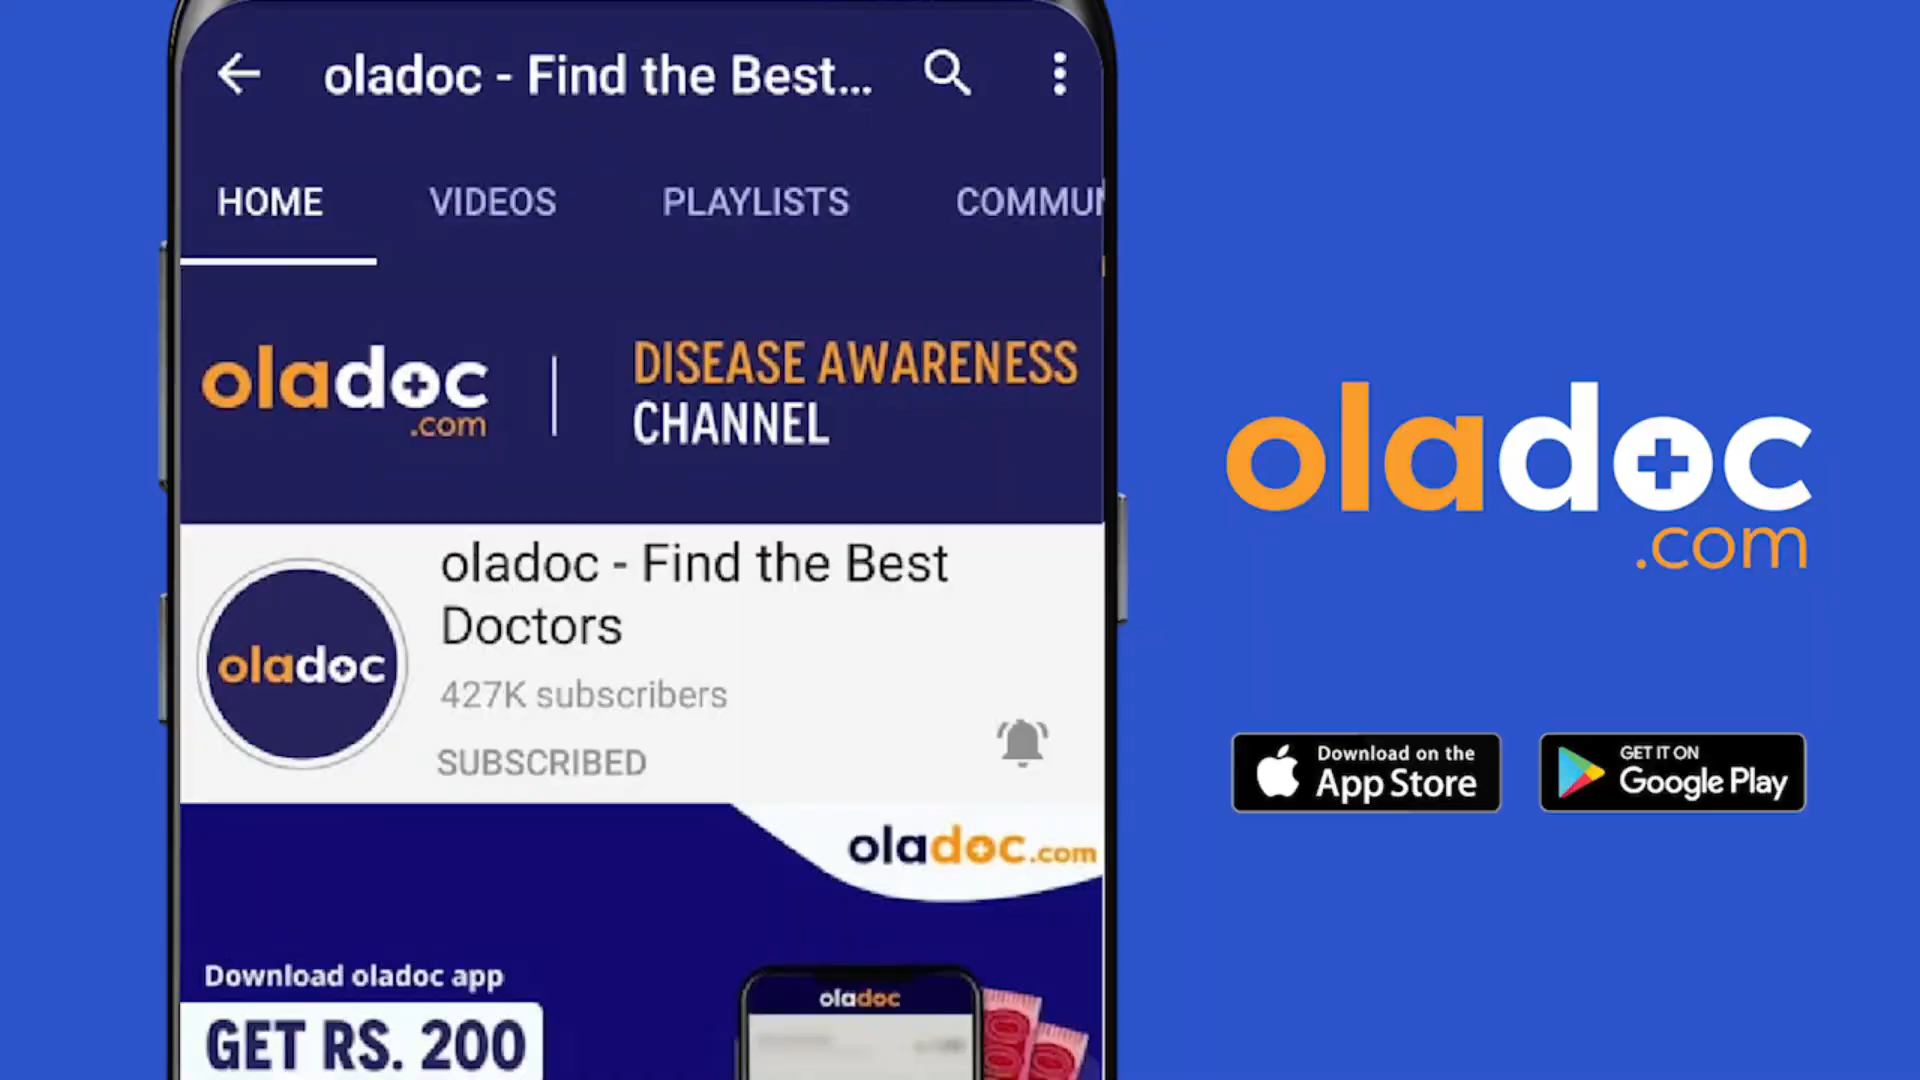 oladoc - Find the Best...
HOME VIDEOS PLAYLISTS COMMUN
oladoc
.com
DISEASE AWARENESS
CHANNEL
oladoc - Find the Best
Doctors
427K subscribers
SUBSCRIBED
oladoc
oladoc.com
Download oladoc app
GET RS. 200
oladoc
oladoc
.com
Download on the
App Store
GET IT ON
Google Play